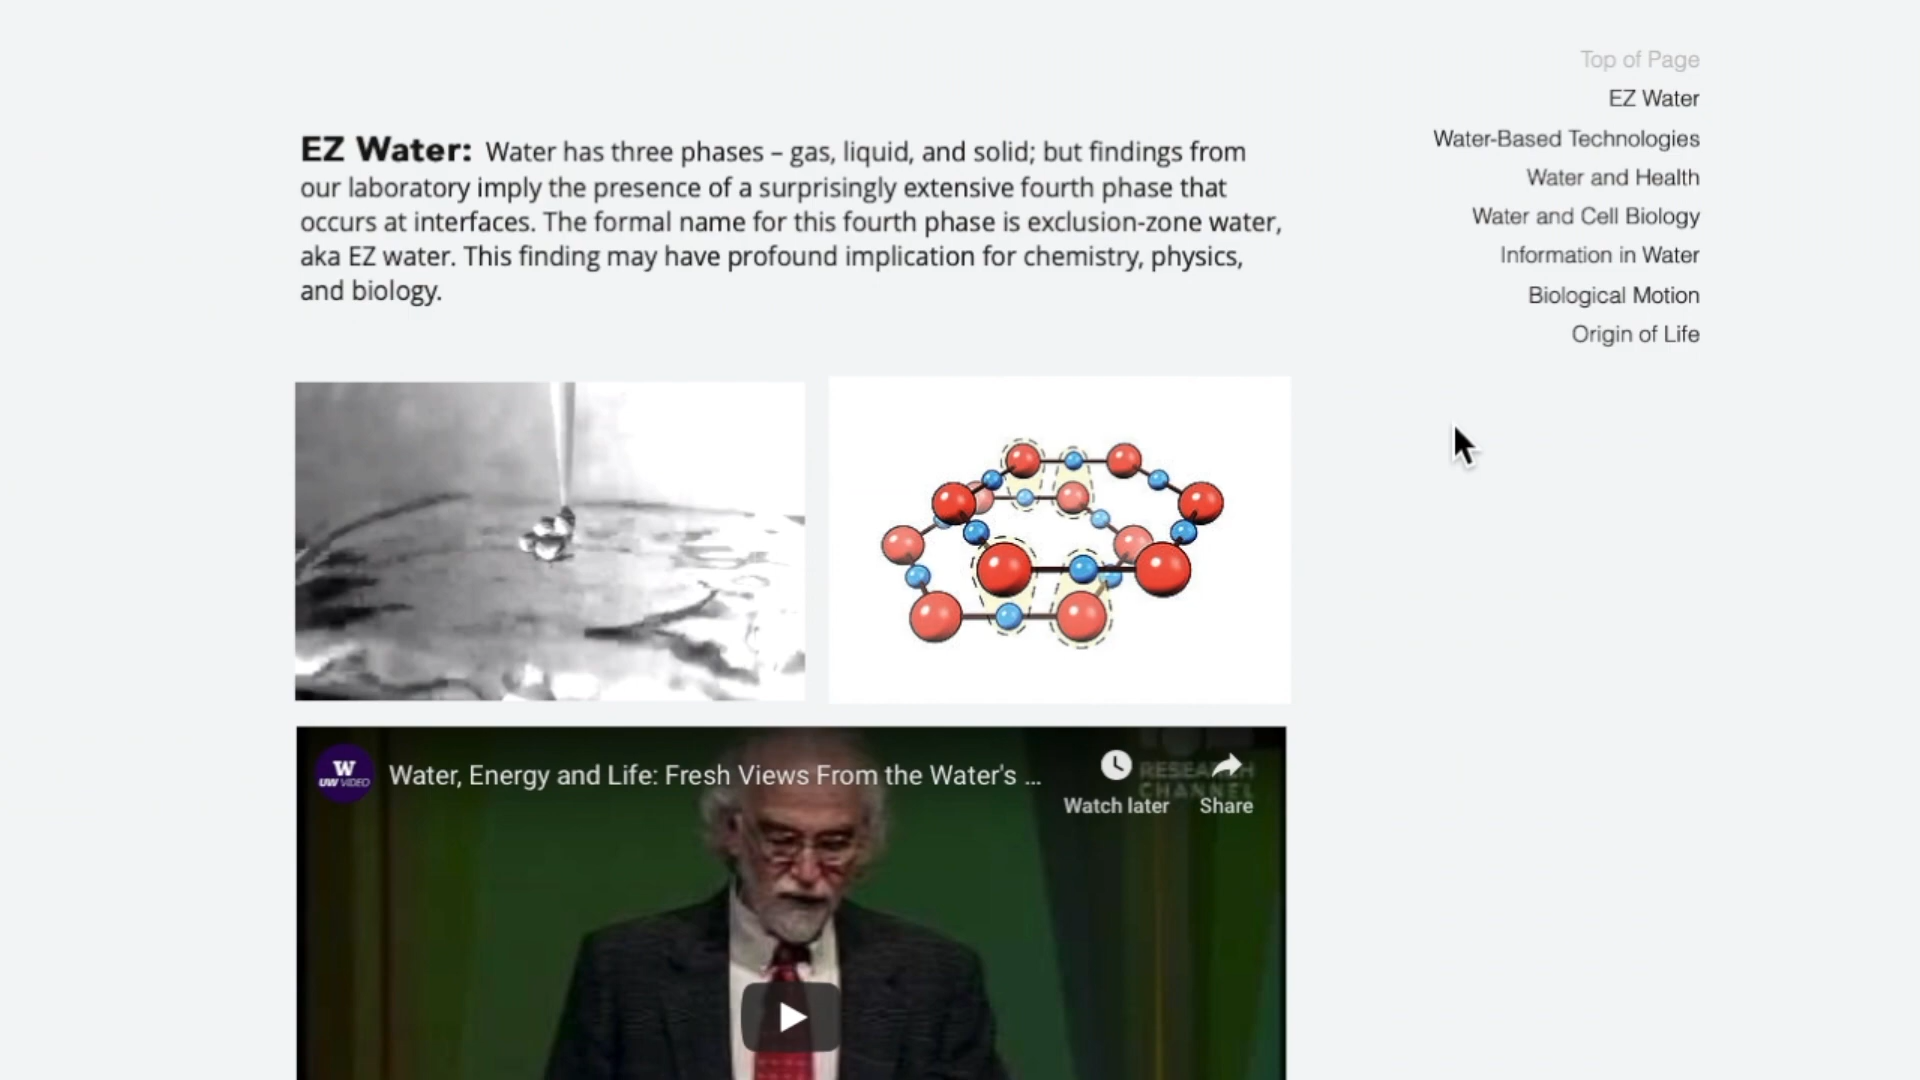 Top of Page
EZ Water
Water-Based Technologies
Water and Health
Water and Cell Biology
Information in Water
Biological Motion
Origin of Life
EZ Water: Water has three phases – gas, liquid, and solid; but findings from
our laboratory imply the presence of a surprisingly extensive fourth phase that
occurs at interfaces. The formal name for this fourth phase is exclusion-zone water,
aka EZ water. This finding may have profound implication for chemistry, physics,
and biology.
W
UW VIDEO
Water, Energy and Life: Fresh Views From the Water's ...
RESEARCH
CHANNEL
Watch later
Share